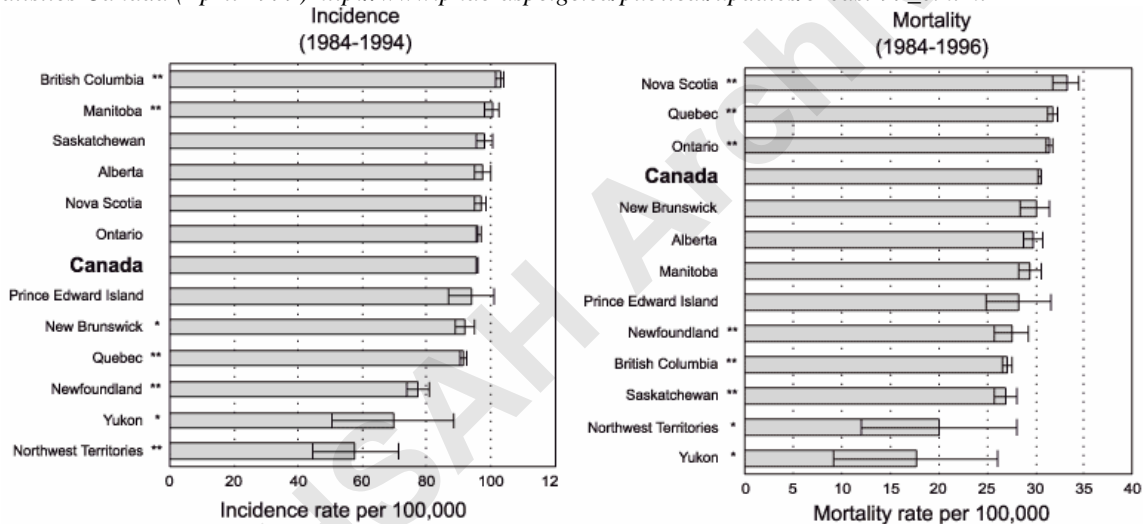 Incidence
(1984-1994)
British Columbia **
Manitoba **
Saskatchewan
Alberta
Nova Scotia
Ontario
Canada
Prince Edward Island
New Brunswick *
Quebec **
Newfoundland **
Yukon *
Northwest Territories **
0 20 40 60 80 100 12
Incidence rate per 100,000
Mortality
(1984-1996)
Nova Scotia **
Quebec **
Ontario **
Canada
New Brunswick
Alberta
Manitoba
Prince Edward Island
Newfoundland **
British Columbia **
Saskatchewan **
Northwest Territories *
Yukon *
0 5 10 15 20 25 30 35 40
Mortality rate per 100,000